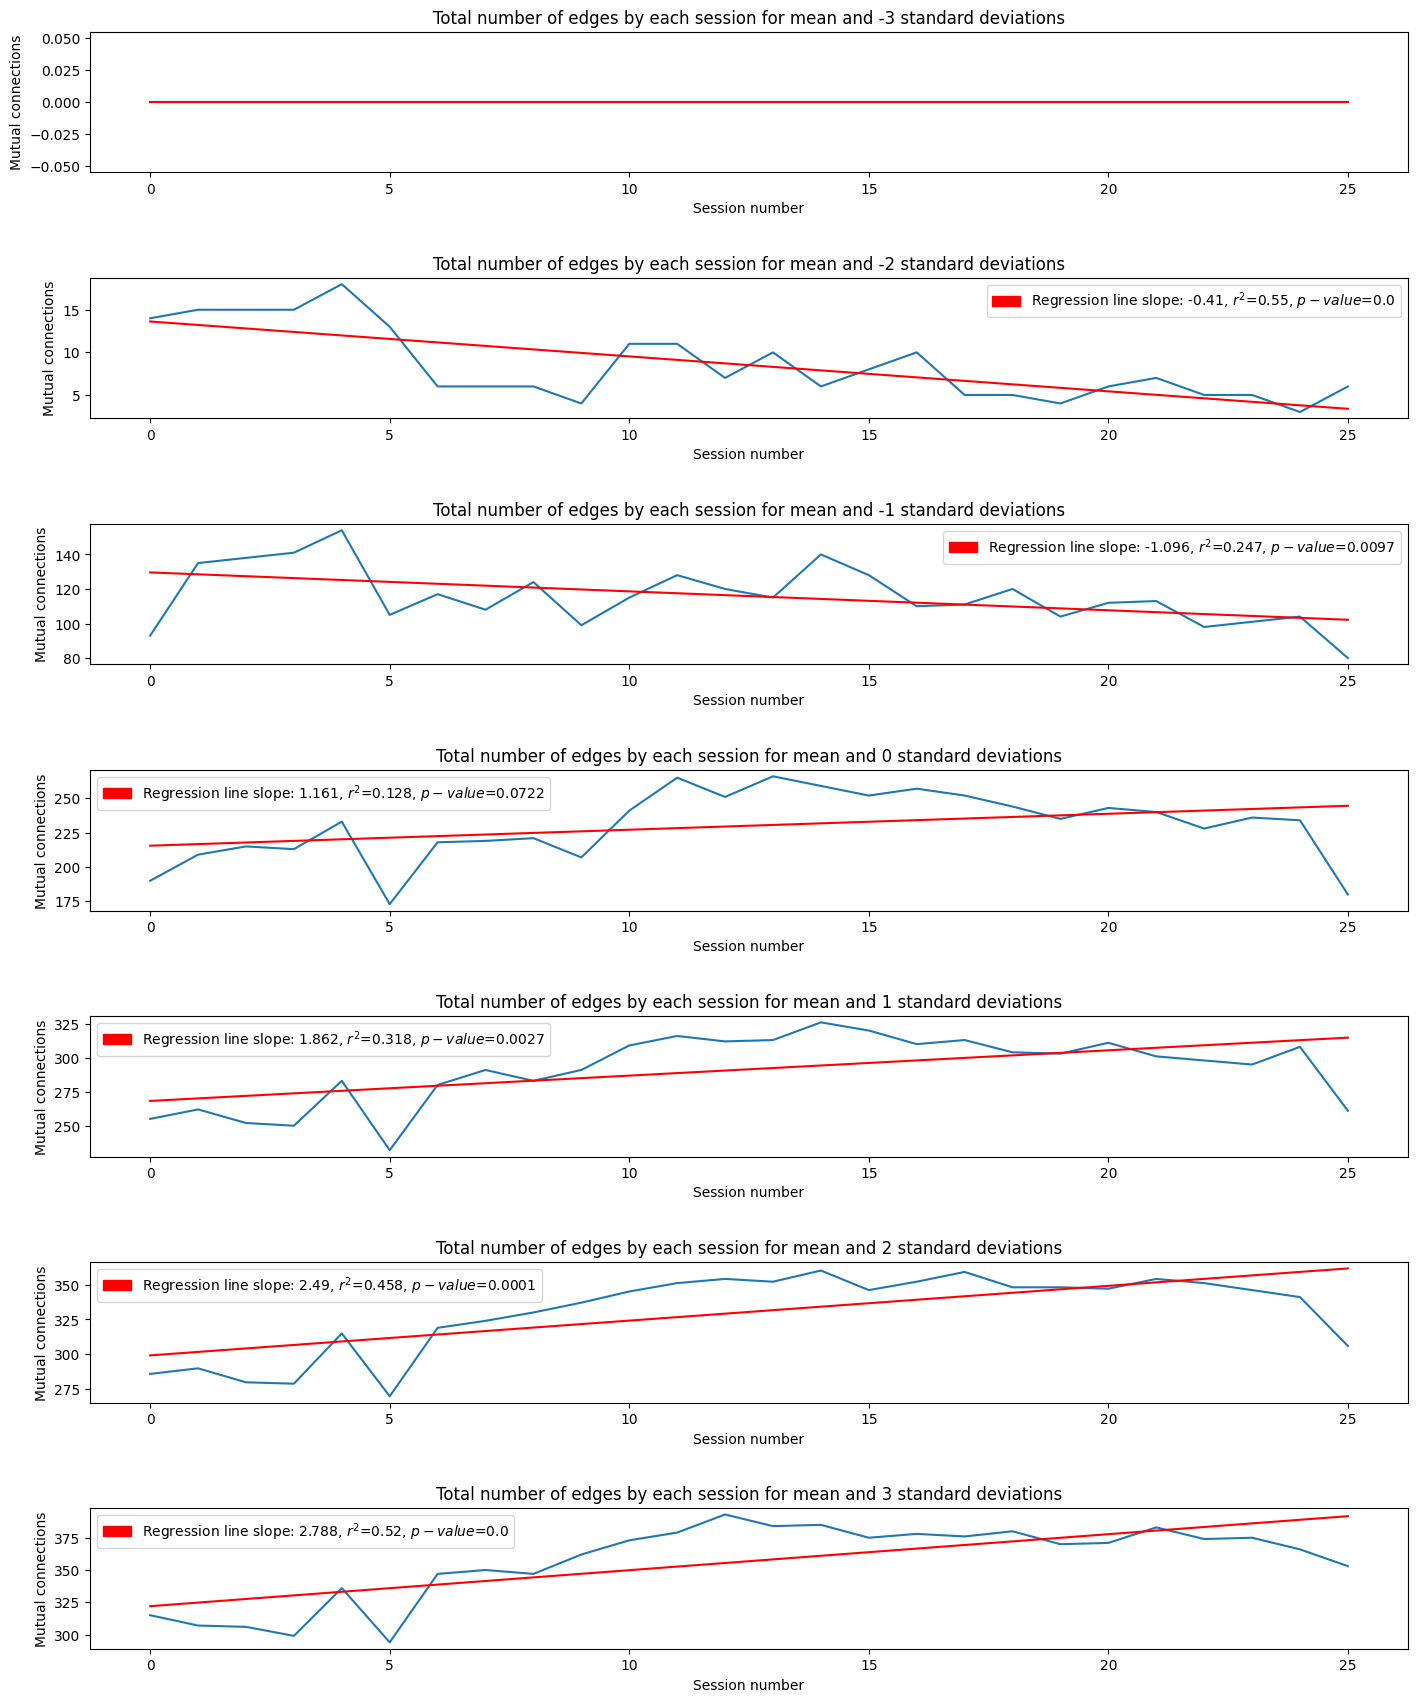 Total number of edges by each session for mean and -3 standard deviations
Mutual connections
0.050
0.025
0.000
−0.025
−0.050
0 5 10 15 20 25
Session number
Total number of edges by each session for mean and -2 standard deviations
Mutual connections
15
10
5
Regression line slope: -0.41, r²=0.55, p − value=0.0
0 5 10 15 20 25
Session number
Total number of edges by each session for mean and -1 standard deviations
Mutual connections
140
120
100
80
Regression line slope: -1.096, r²=0.247, p − value=0.0097
0 5 10 15 20 25
Session number
Total number of edges by each session for mean and 0 standard deviations
Mutual connections
250
225
200
175
Regression line slope: 1.161, r²=0.128, p − value=0.0722
0 5 10 15 20 25
Session number
Total number of edges by each session for mean and 1 standard deviations
Mutual connections
325
300
275
250
Regression line slope: 1.862, r²=0.318, p − value=0.0027
0 5 10 15 20 25
Session number
Total number of edges by each session for mean and 2 standard deviations
Mutual connections
350
325
300
275
Regression line slope: 2.49, r²=0.458, p − value=0.0001
0 5 10 15 20 25
Session number
Total number of edges by each session for mean and 3 standard deviations
Mutual connections
375
350
325
300
Regression line slope: 2.788, r²=0.52, p − value=0.0
0 5 10 15 20 25
Session number